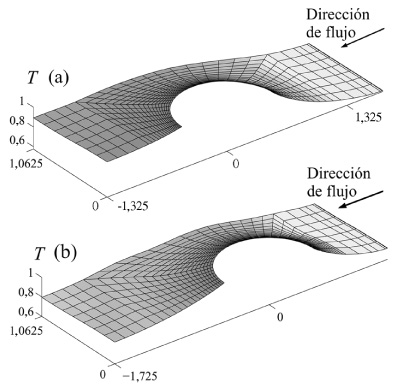 Dirección
de flujo
T (a)
1
0,8
0,6
1,0625
0
-1,325
0
1,325
Dirección
de flujo
T (b)
1
0,8
0,6
1,0625
0
−1,725
0